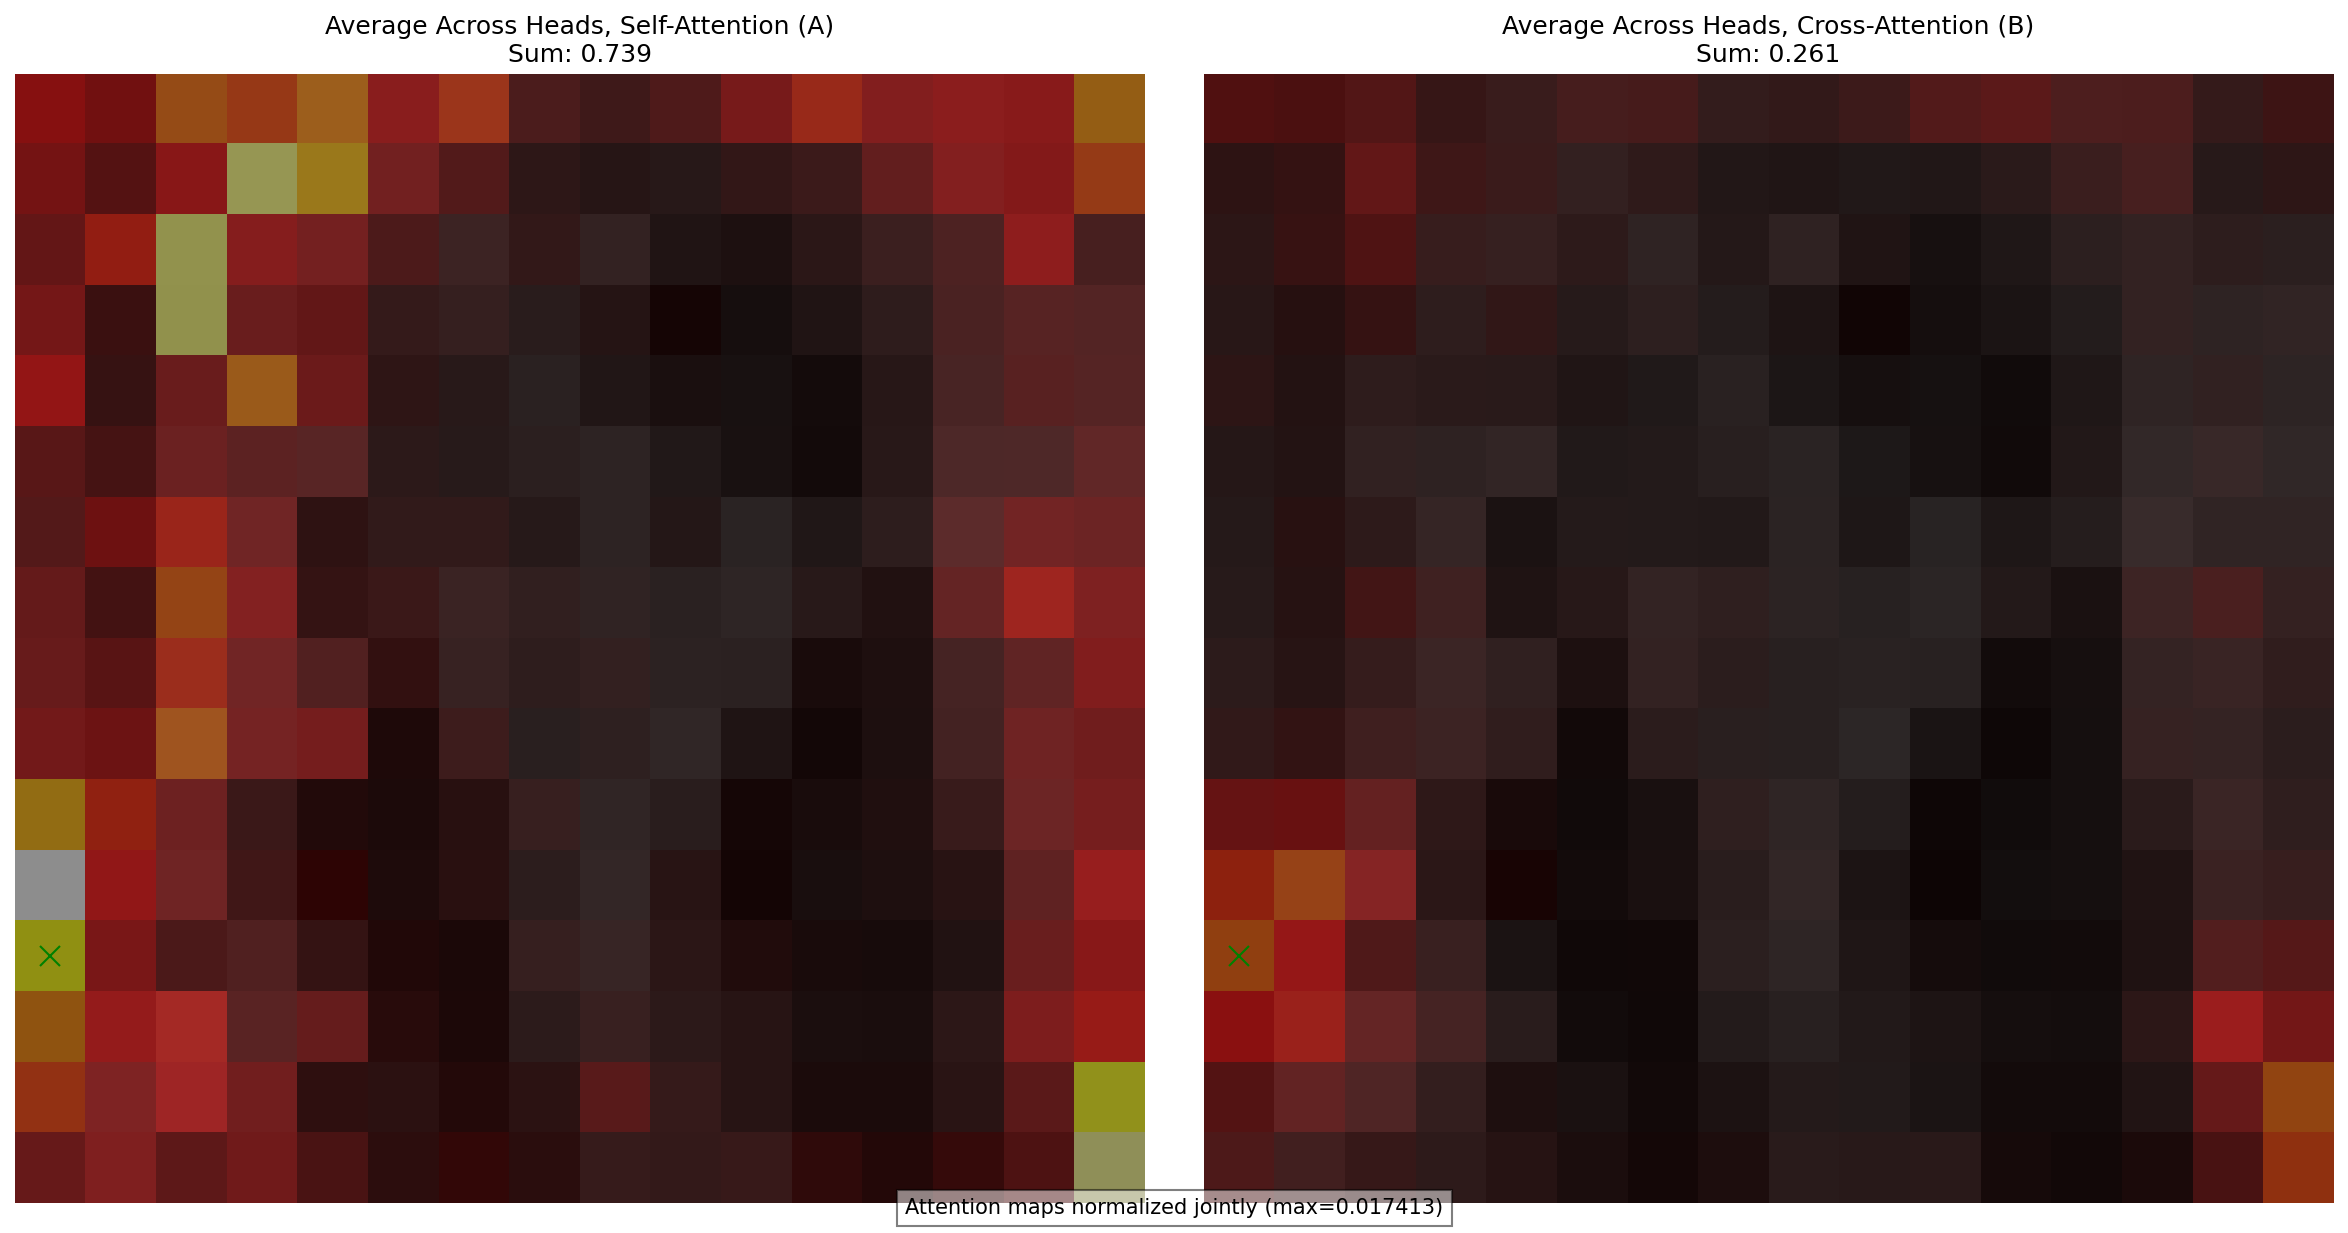 Average Across Heads, Self-Attention (A)
Sum: 0.739
Average Across Heads, Cross-Attention (B)
Sum: 0.261
Attention maps normalized jointly (max=0.017413)